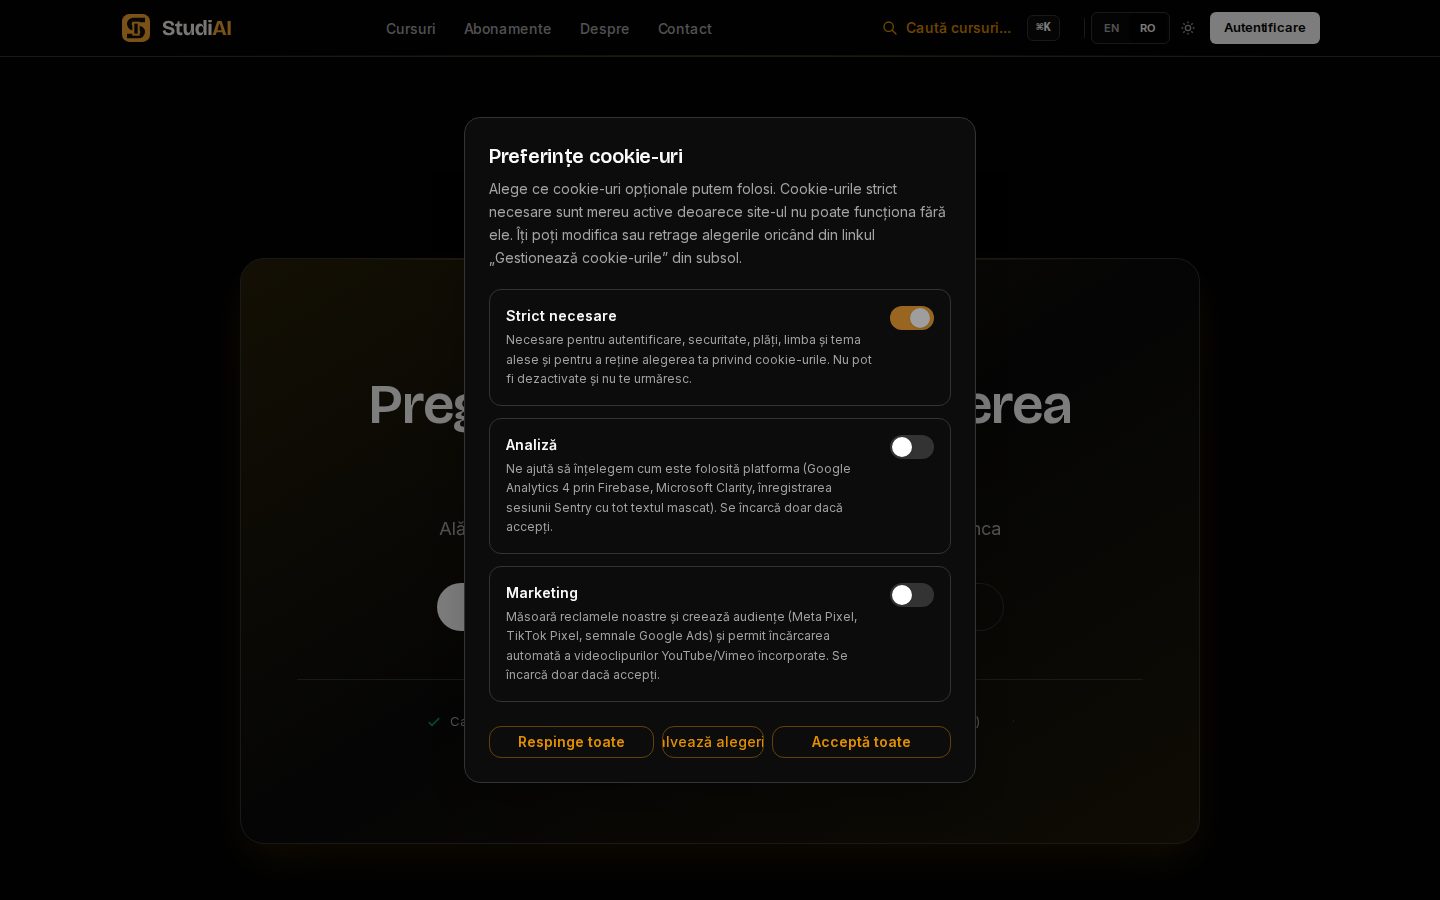 StudiAI
Cursuri
Abonamente
Despre
Contact
Caută cursuri...
⌘K
EN
RO
Autentificare
Preferințe cookie-uri
Alege ce cookie-uri opționale putem folosi. Cookie-urile strict
necesare sunt mereu active deoarece site-ul nu poate funcționa fără
ele. Îți poți modifica sau retrage alegerile oricând din linkul
„Gestionează cookie-urile” din subsol.
Strict necesare
Necesare pentru autentificare, securitate, plăți, limba și tema
alese și pentru a reține alegerea ta privind cookie-urile. Nu pot
fi dezactivate și nu te urmăresc.
Analiză
Ne ajută să înțelegem cum este folosită platforma (Google
Analytics 4 prin Firebase, Microsoft Clarity, înregistrarea
sesiunii Sentry cu tot textul mascat). Se încarcă doar dacă
accepți.
Marketing
Măsoară reclamele noastre și creează audiențe (Meta Pixel,
TikTok Pixel, semnale Google Ads) și permit încărcarea
automată a videoclipurilor YouTube/Vimeo încorporate. Se
încarcă doar dacă accepți.
Respinge toate
lvează alegeri
Acceptă toate